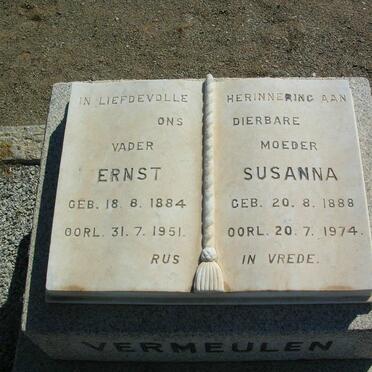 IN LIEFDEVOLLE HERINNERING AAN
ONS DIERBARE
VADER MOEDER
ERNST SUSANNA
GEB. 18. 8. 1884 GEB. 20. 8. 1888
OORL. 31. 7. 1951. OORL. 20. 7. 1974.
RUS IN VREDE.
VERMEULEN